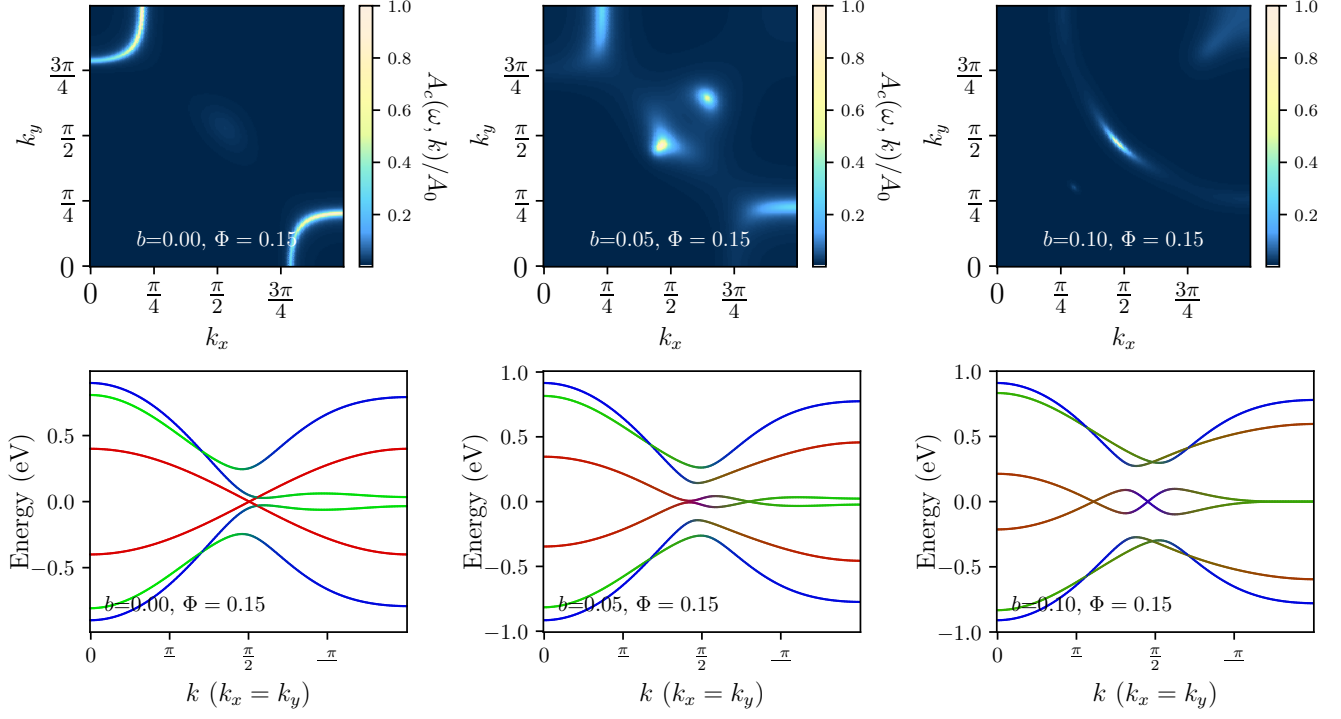 1.0
0.8
0.6
0.4
0.2
A_c(ω, k)/A_0
3π/4
π/2
π/4
0
k_y
b=0.00, Φ = 0.15
0
π/4
π/2
3π/4
k_x
1.0
0.8
0.6
0.4
0.2
A_c(ω, k)/A_0
3π/4
π/2
π/4
0
k_y
b=0.05, Φ = 0.15
0
π/4
π/2
3π/4
k_x
1.0
0.8
0.6
0.4
0.2
3π/4
π/2
π/4
0
k_y
b=0.10, Φ = 0.15
0
π/4
π/2
3π/4
k_x
0.5
0.0
−0.5
Energy (eV)
b=0.00, Φ = 0.15
0
π
π/2
π
k (k_x = k_y)
1.0
0.5
0.0
−0.5
−1.0
Energy (eV)
b=0.05, Φ = 0.15
0
π
π/2
π
k (k_x = k_y)
1.0
0.5
0.0
−0.5
−1.0
Energy (eV)
b=0.10, Φ = 0.15
0
π
π/2
π
k (k_x = k_y)